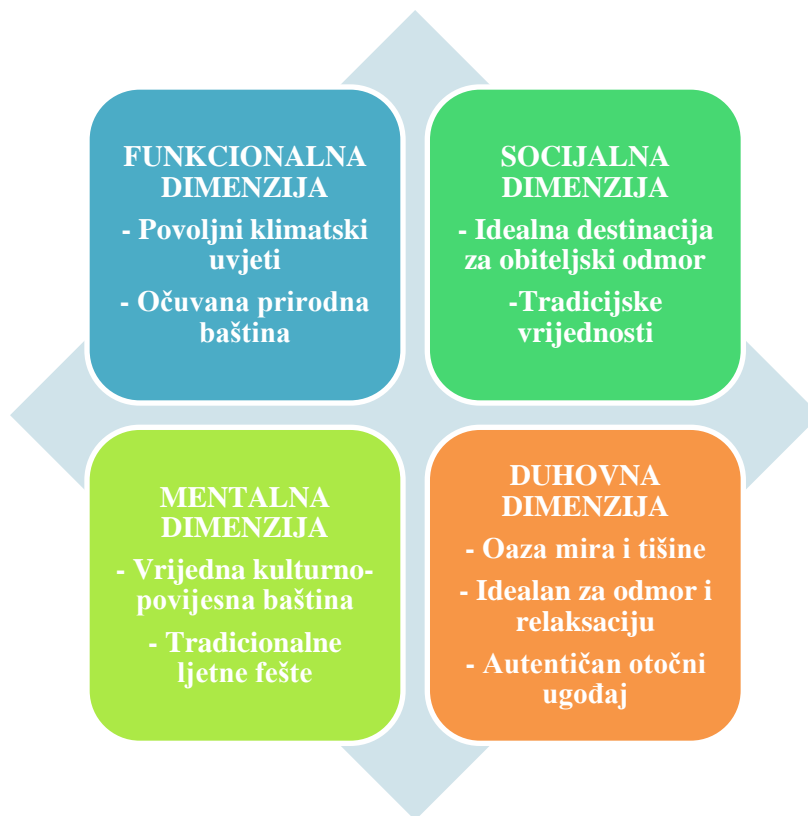 FUNKCIONALNA
DIMENZIJA
- Povoljni klimatski
uvjeti
- Očuvana prirodna
baština
SOCIJALNA
DIMENZIJA
- Idealna destinacija
za obiteljski odmor
-Tradicijske
vrijednosti
MENTALNA
DIMENZIJA
- Vrijedna kulturno-
povijesna baština
- Tradicionalne
ljetne fešte
DUHOVNA
DIMENZIJA
- Oaza mira i tišine
- Idealan za odmor i
relaksaciju
- Autentičan otočni
ugođaj